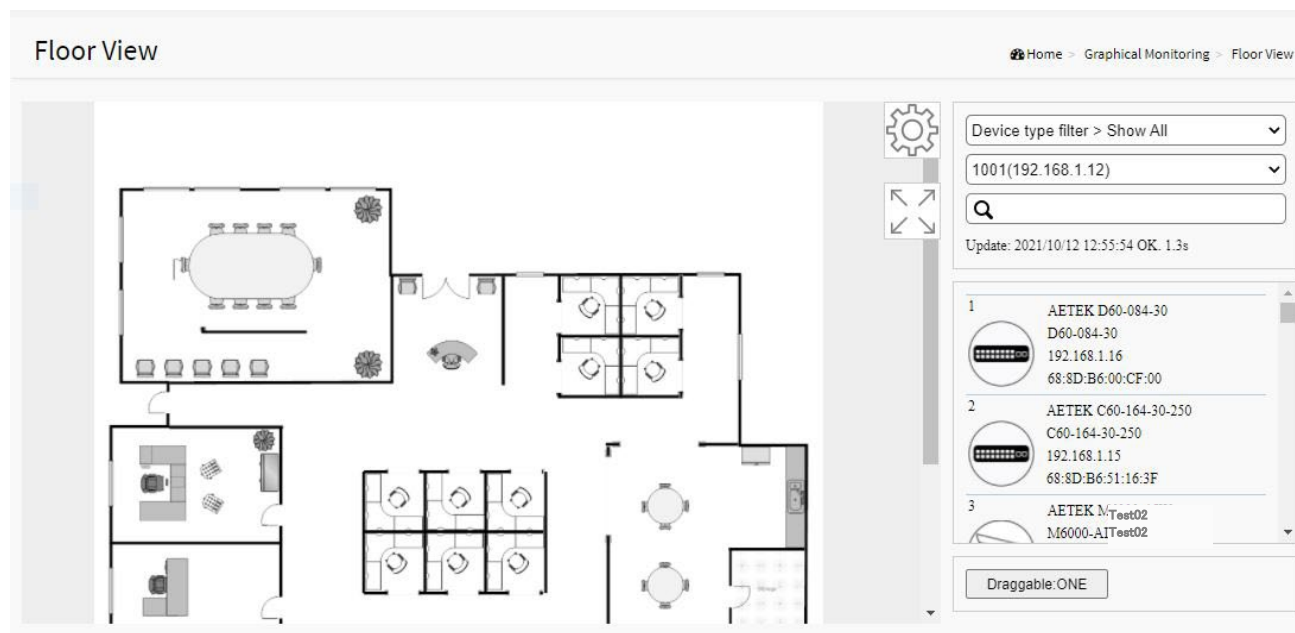 Floor View
Home > Graphical Monitoring > Floor View
Device type filter > Show All
1001(192.168.1.12)
Update: 2021/10/12 12:55:54 OK. 1.3s
1
AETEK D60-084-30
D60-084-30
192.168.1.16
68:8D:B6:00:CF:00
2
AETEK C60-164-30-250
C60-164-30-250
192.168.1.15
68:8D:B6:51:16:3F
3
AETEK
Test02
Test02
Draggable:ONE